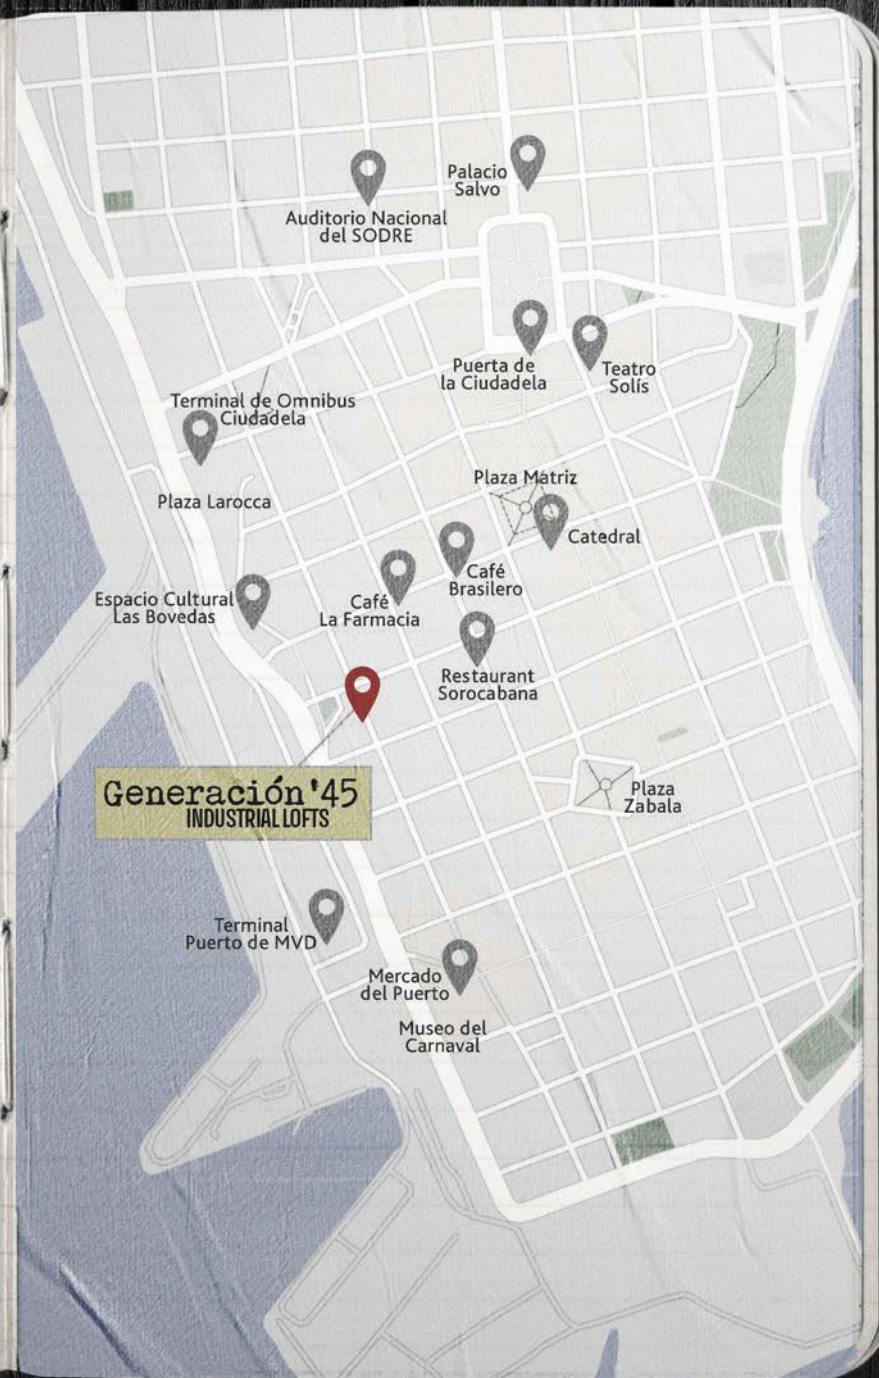 Palacio
Salvo
Auditorio Nacional
del SODRE
Puerta de
la Ciudadela
Teatro
Solís
Terminal de Omnibus
Ciudadela
Plaza Matriz
Plaza Larocca
Catedral
Café
Brasilero
Café
La Farmacia
Espacio Cultural
Las Bovedas
Restaurant
Sorocabana
Generación '45
INDUSTRIAL LOFTS
Plaza
Zabala
Terminal
Puerto de MVD
Mercado
del Puerto
Museo del
Carnaval